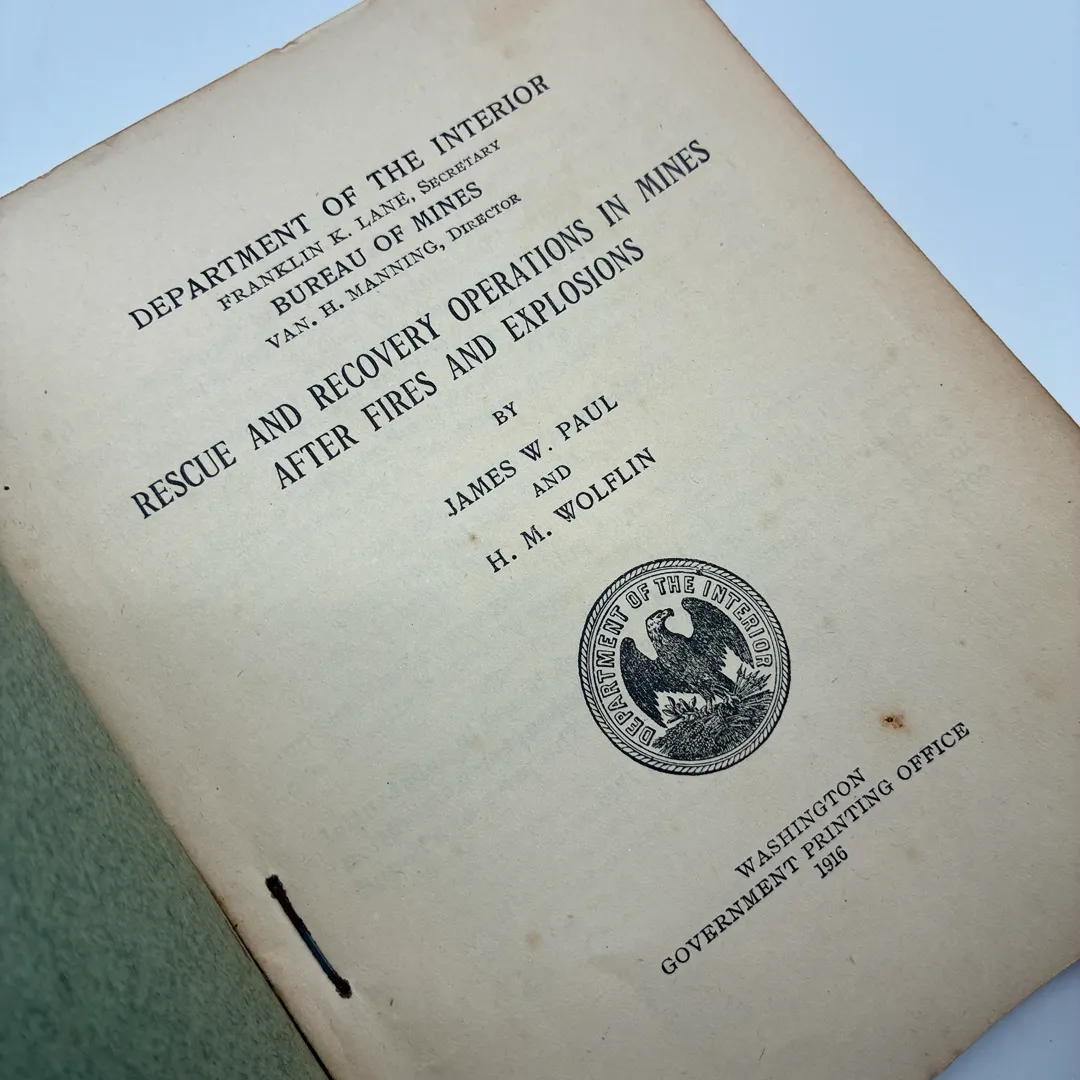 DEPARTMENT OF THE INTERIOR
FRANKLIN K. LANE, SECRETARY
BUREAU OF MINES
VAN. H. MANNING, DIRECTOR
RESCUE AND RECOVERY OPERATIONS IN MINES
AFTER FIRES AND EXPLOSIONS
BY
JAMES W. PAUL
AND
H. M. WOLFLIN
DEPARTMENT OF THE INTERIOR
WASHINGTON
GOVERNMENT PRINTING OFFICE
1916